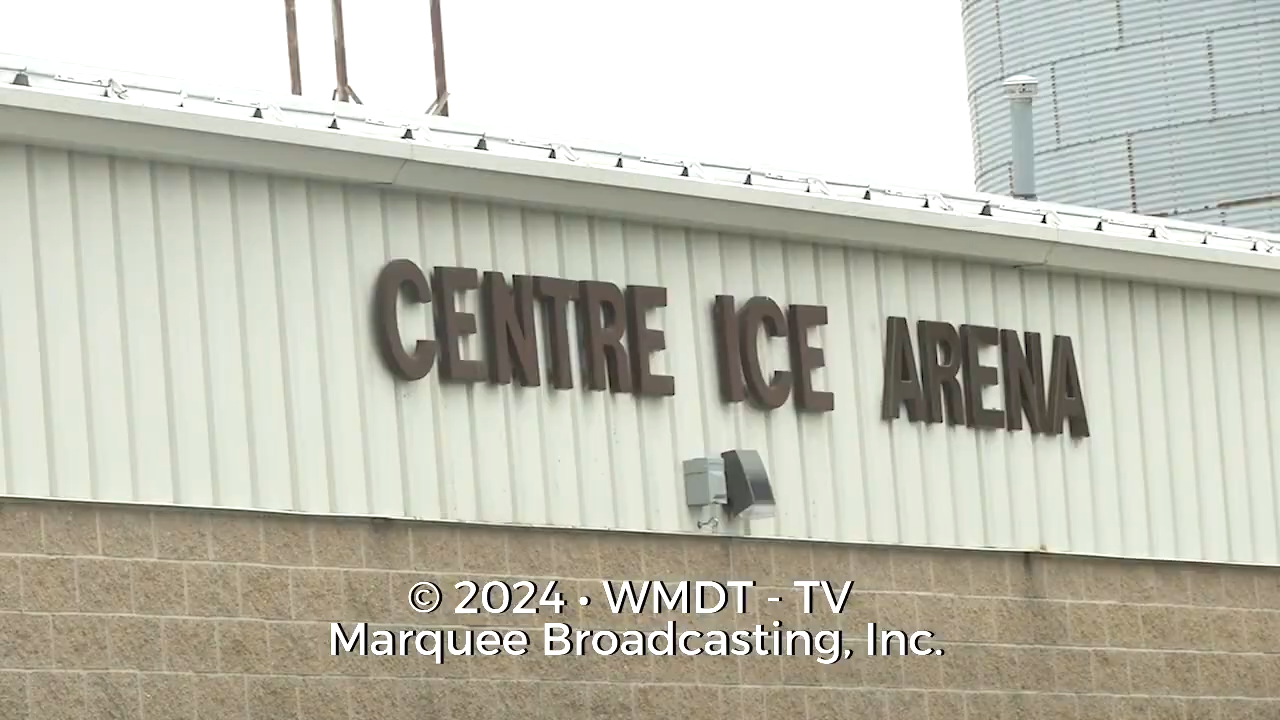 CENTRE ICE ARENA
© 2024 • WMDT - TV
Marquee Broadcasting, Inc.